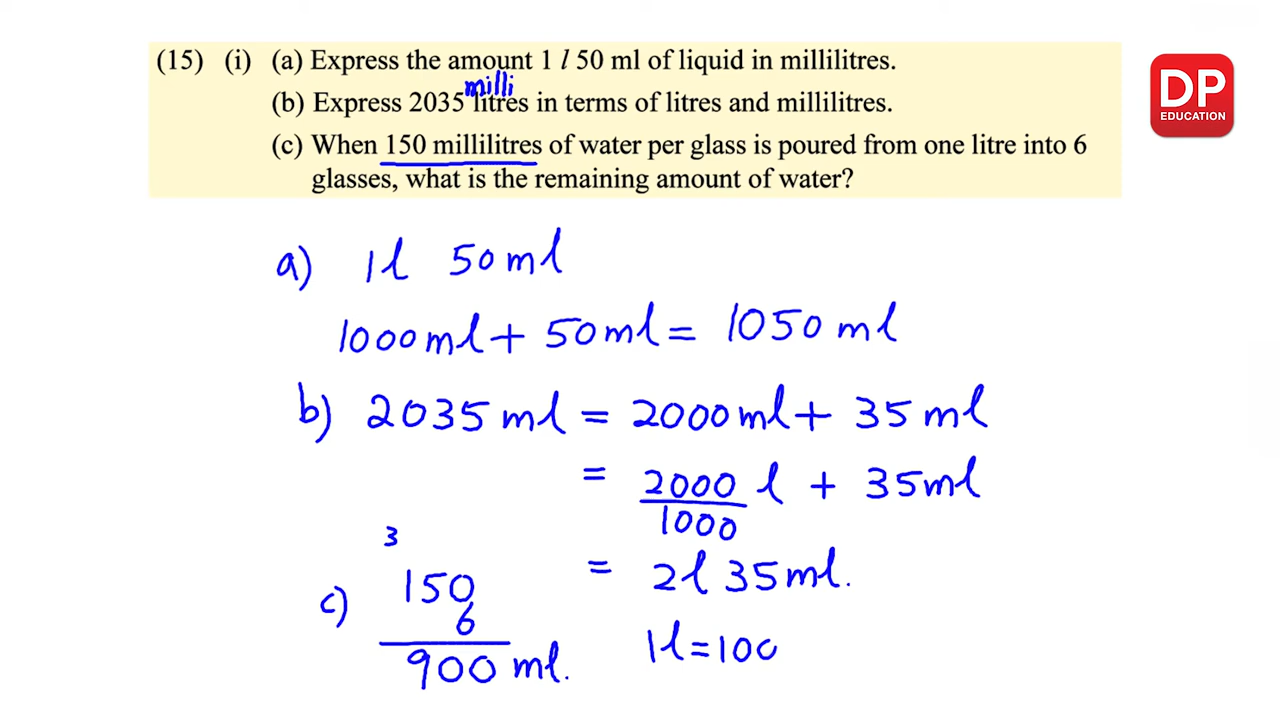 (15) (i) (a) Express the amount 1 l 50 ml of liquid in millilitres.
milli
(b) Express 2035 litres in terms of litres and millilitres.
(c) When 150 millilitres of water per glass is poured from one litre into 6
glasses, what is the remaining amount of water?
DP
EDUCATION
a) 1l 50ml
1000ml + 50ml = 1050 ml
b) 2035 ml = 2000ml + 35 ml
= 2000/1000 l + 35ml
= 2l 35ml.
3
c) 150
6
900 ml.
1l = 100